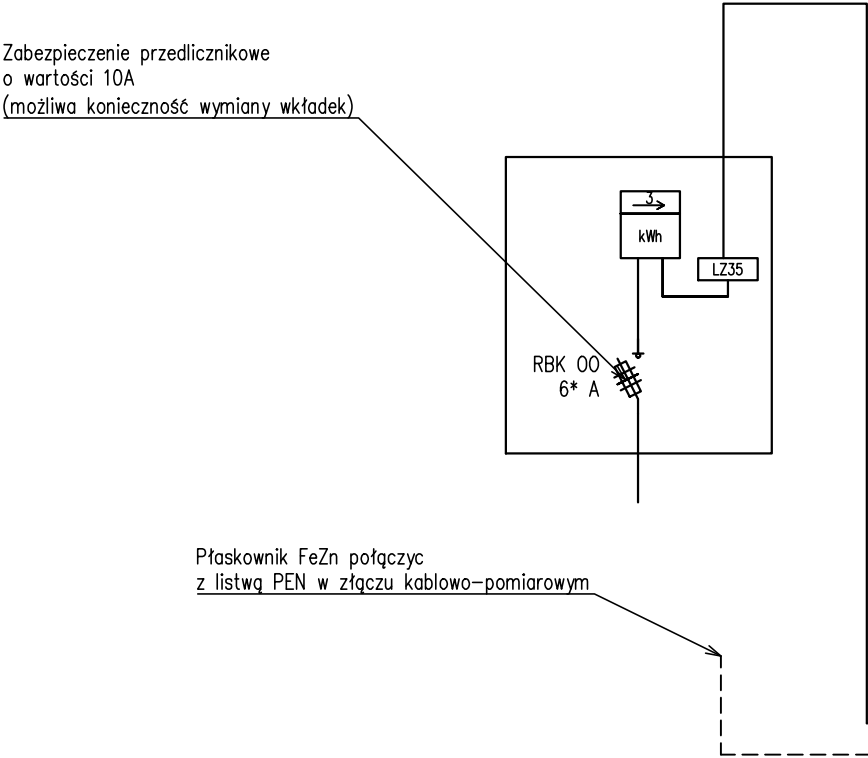 Zabezpieczenie przedlicznikowe
o wartości 10A
(możliwa konieczność wymiany wkładek)
3
kWh
LZ35
RBK 00
6* A
Płaskownik FeZn połączyc
z listwą PEN w złączu kablowo-pomiarowym